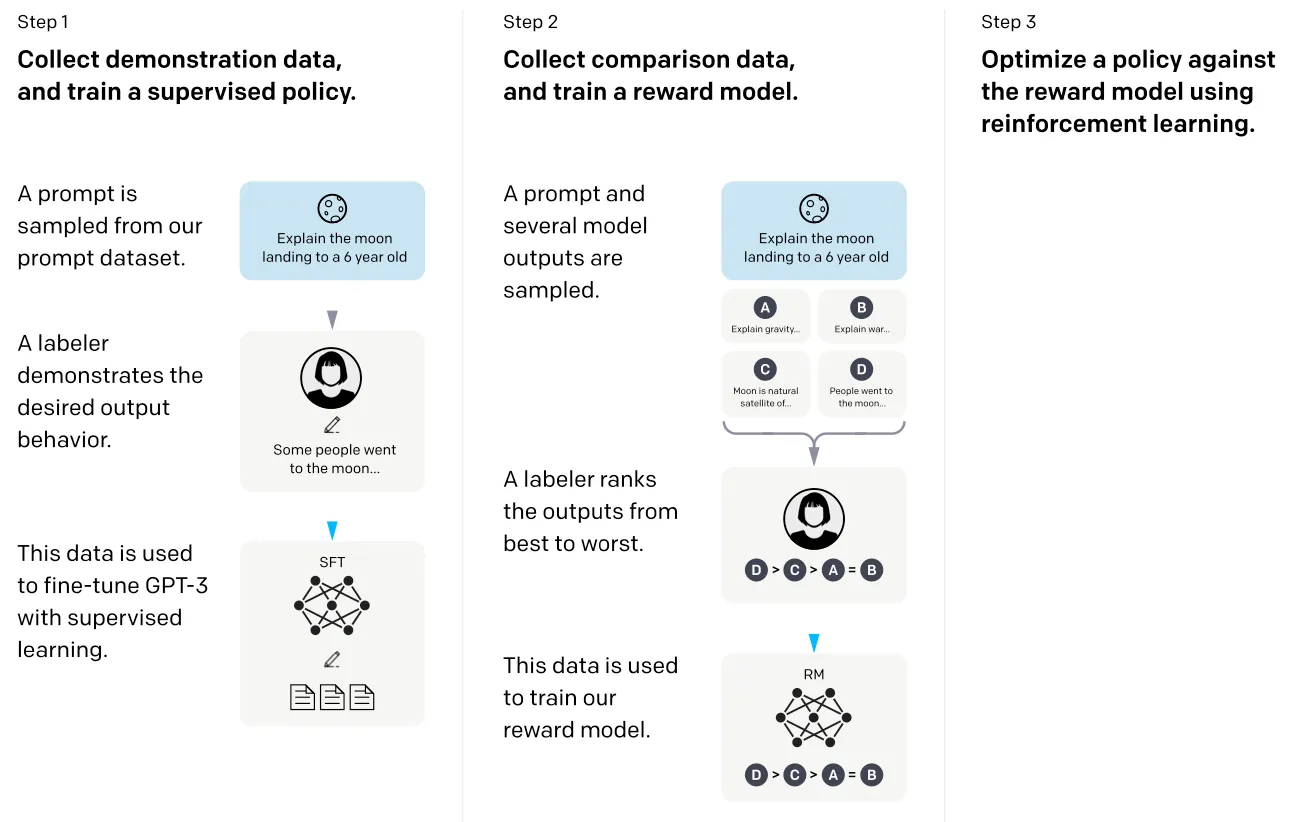 Step 1
Collect demonstration data,
and train a supervised policy.
A prompt is
sampled from our
prompt dataset.
Explain the moon
landing to a 6 year old
A labeler
demonstrates the
desired output
behavior.
Some people went
to the moon...
This data is used
to fine-tune GPT-3
with supervised
learning.
SFT
Step 2
Collect comparison data,
and train a reward model.
A prompt and
several model
outputs are
sampled.
Explain the moon
landing to a 6 year old
A
Explain gravity...
B
Explain war...
C
Moon is natural
satellite of...
D
People went to
the moon...
A labeler ranks
the outputs from
best to worst.
D > C > A = B
This data is used
to train our
reward model.
RM
D > C > A = B
Step 3
Optimize a policy against
the reward model using
reinforcement learning.